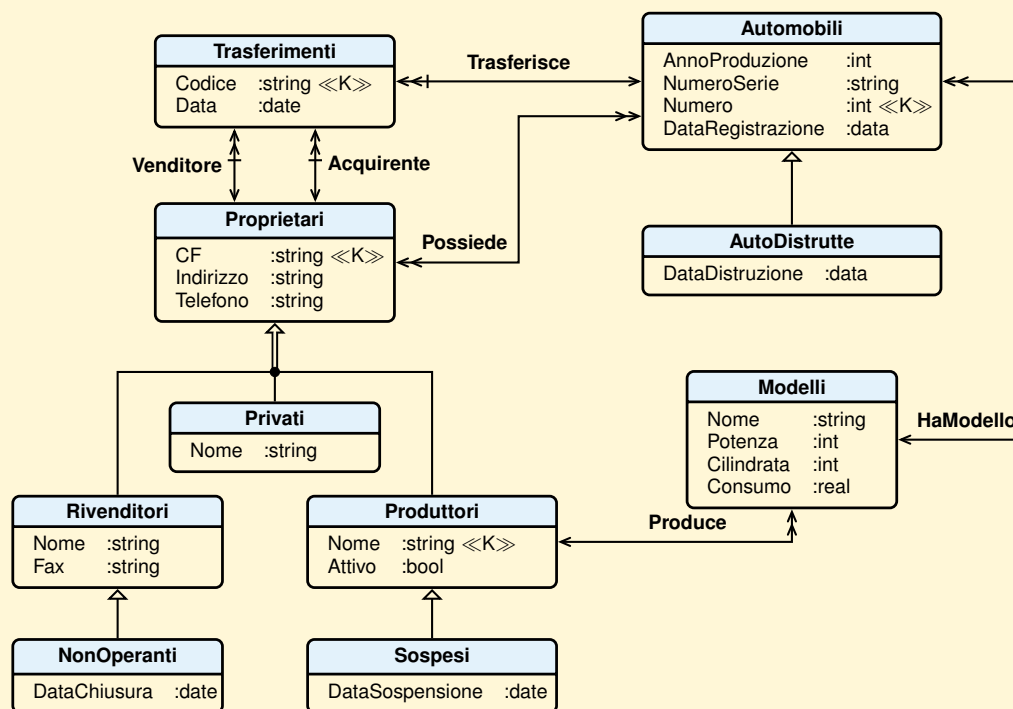 Trasferimenti
Codice :string ≪K≫
Data :date
Trasferisce
Automobili
AnnoProduzione :int
NumeroSerie :string
Numero :int ≪K≫
DataRegistrazione :data
Venditore
Acquirente
Proprietari
CF :string ≪K≫
Indirizzo :string
Telefono :string
Possiede
AutoDistrutte
DataDistruzione :data
Privati
Nome :string
Modelli
Nome :string
Potenza :int
Cilindrata :int
Consumo :real
HaModello
Rivenditori
Nome :string
Fax :string
Produttori
Nome :string ≪K≫
Attivo :bool
Produce
NonOperanti
DataChiusura :date
Sospesi
DataSospensione :date